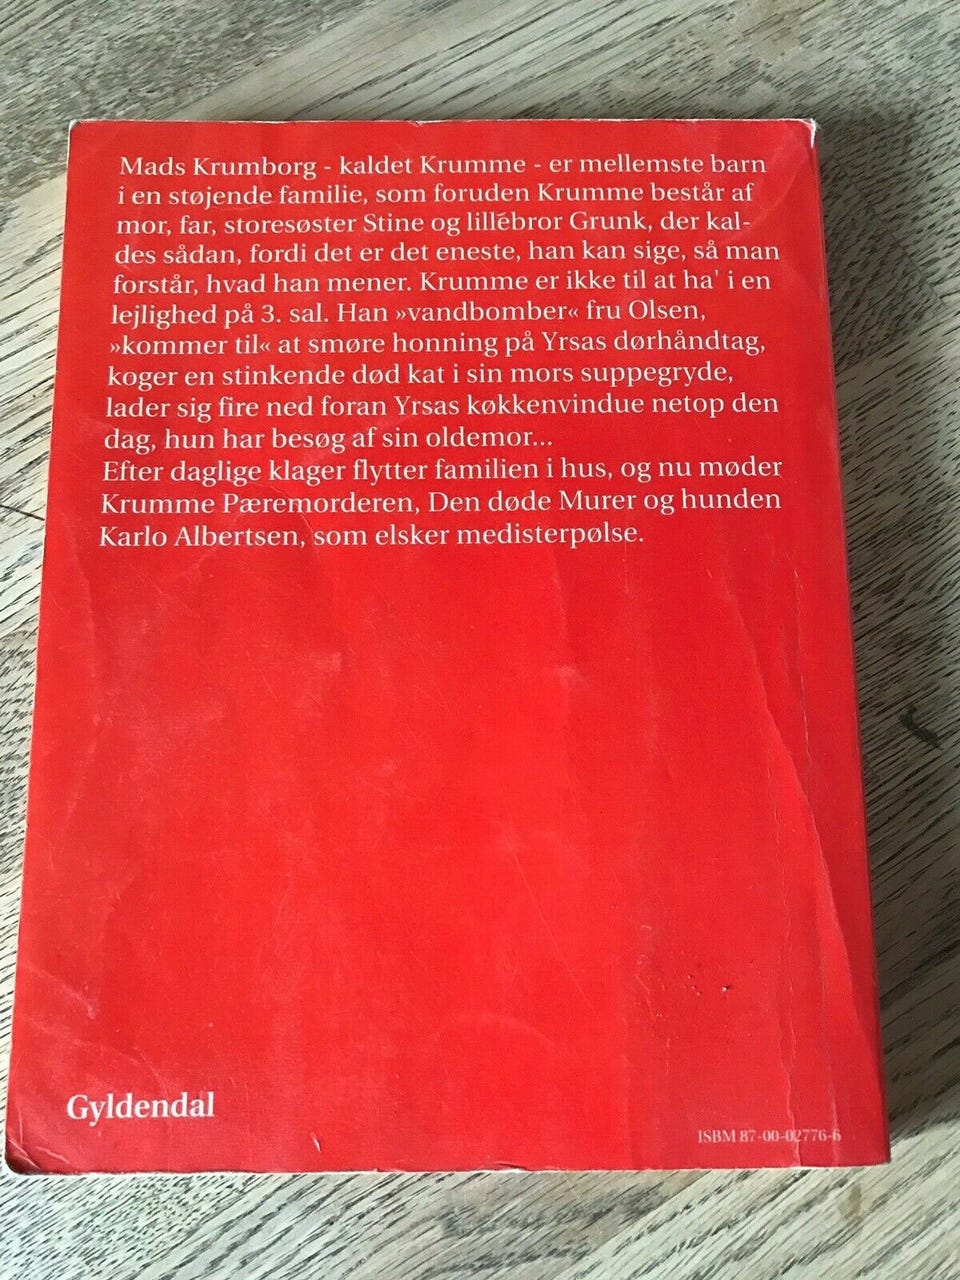 Mads Krumborg - kaldet Krumme - er mellemste barn
i en støjende familie, som foruden Krumme består af
mor, far, storesøster Stine og lillebror Grunk, der kal-
des sådan, fordi det er det eneste, han kan sige, så man
forstår, hvad han mener. Krumme er ikke til at ha' i en
lejlighed på 3. sal. Han »vandbomber« fru Olsen,
»kommer til« at smøre honning på Yrsas dørhåndtag,
koger en stinkende død kat i sin mors suppegryde,
lader sig fire ned foran Yrsas køkkenvindue netop den
dag, hun har besøg af sin oldemor...
Efter daglige klager flytter familien i hus, og nu møder
Krumme Pæremorderen, Den døde Murer og hunden
Karlo Albertsen, som elsker medisterpølse.
Gyldendal
ISBM 87-00-02776-6